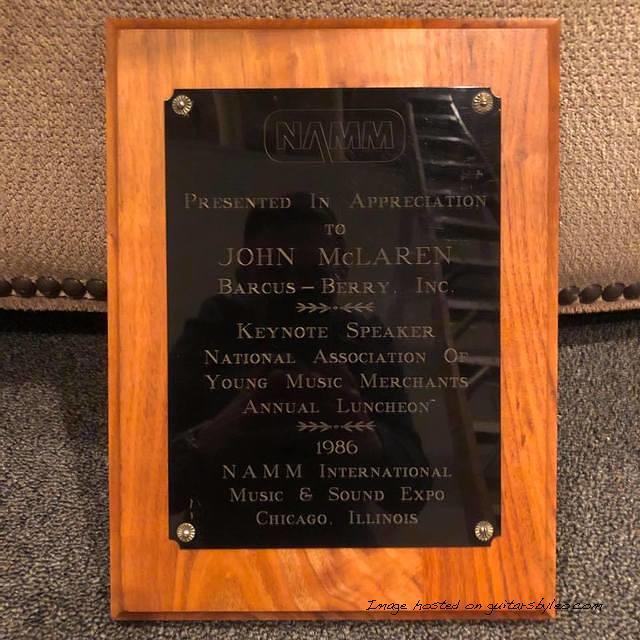 NAMM
PRESENTED IN APPRECIATION
TO
JOHN McLAREN
BARCUS-BERRY, INC.
KEYNOTE SPEAKER
NATIONAL ASSOCIATION OF
YOUNG MUSIC MERCHANTS
ANNUAL LUNCHEON
1986
NAMM INTERNATIONAL
MUSIC & SOUND EXPO
CHICAGO, ILLINOIS
Image hosted on guitarsbyleo.com